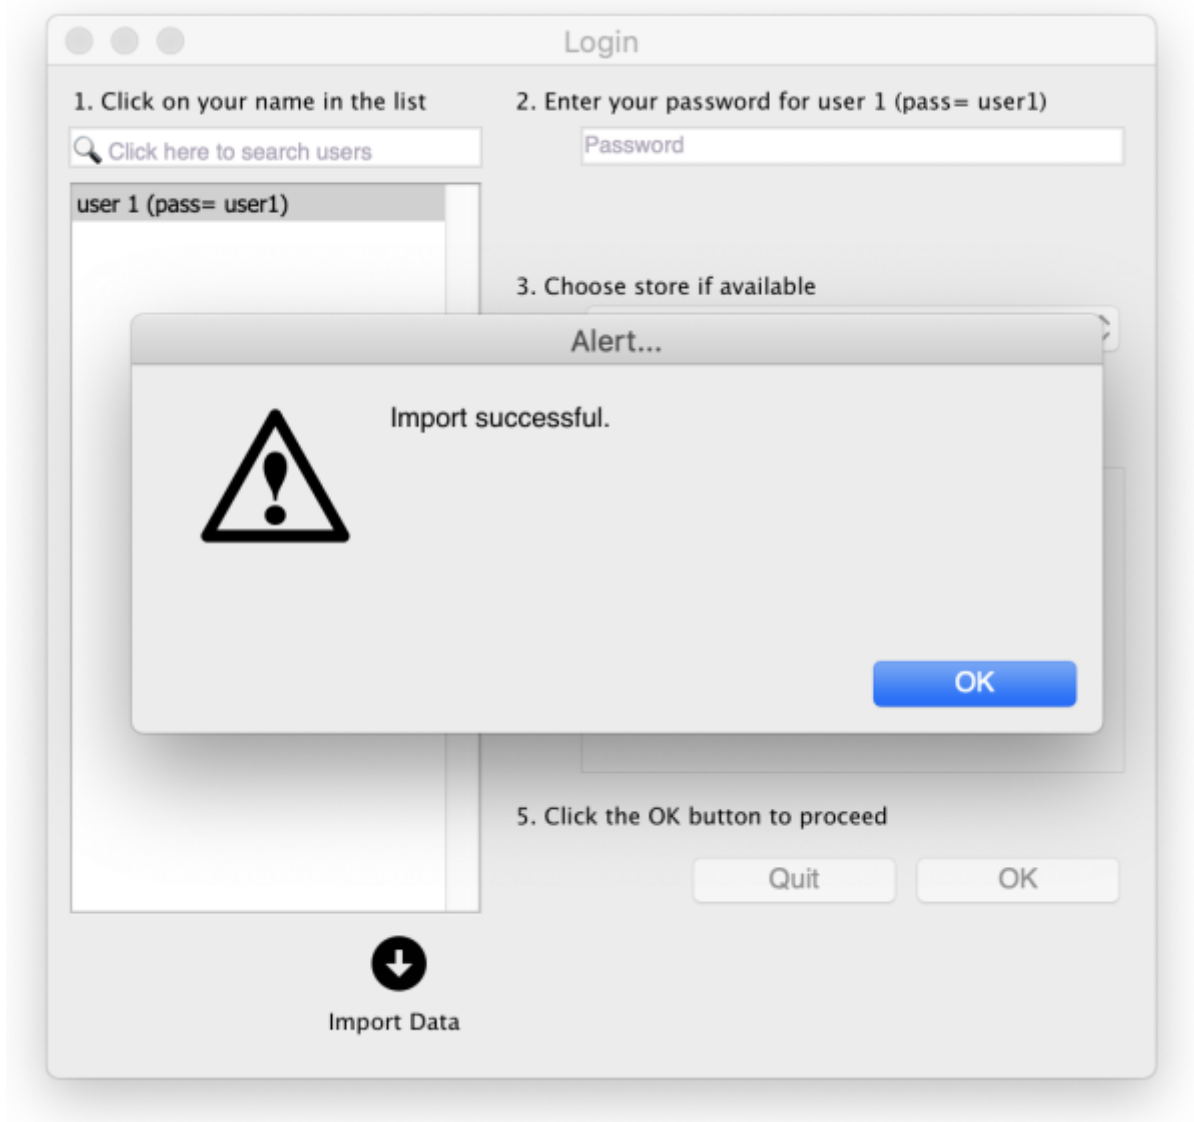 Login
1. Click on your name in the list
Click here to search users
user 1 (pass= user1)
2. Enter your password for user 1 (pass= user1)
Password
3. Choose store if available
Alert...
Import successful.
OK
5. Click the OK button to proceed
Quit
OK
Import Data